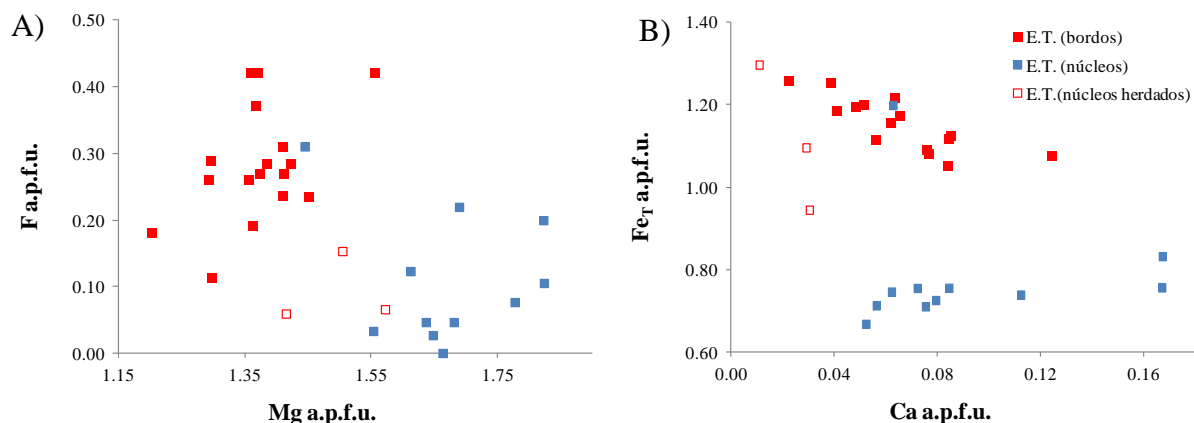 A)
0.50
0.40
0.30
0.20
0.10
0.00
F a.p.f.u.
1.15
1.35
1.55
1.75
Mg a.p.f.u.
B)
1.40
1.20
1.00
0.80
0.60
Fe_T a.p.f.u.
0.00
0.04
0.08
0.12
0.16
Ca a.p.f.u.
E.T. (bordos)
E.T. (núcleos)
E.T. (núcleos herdados)